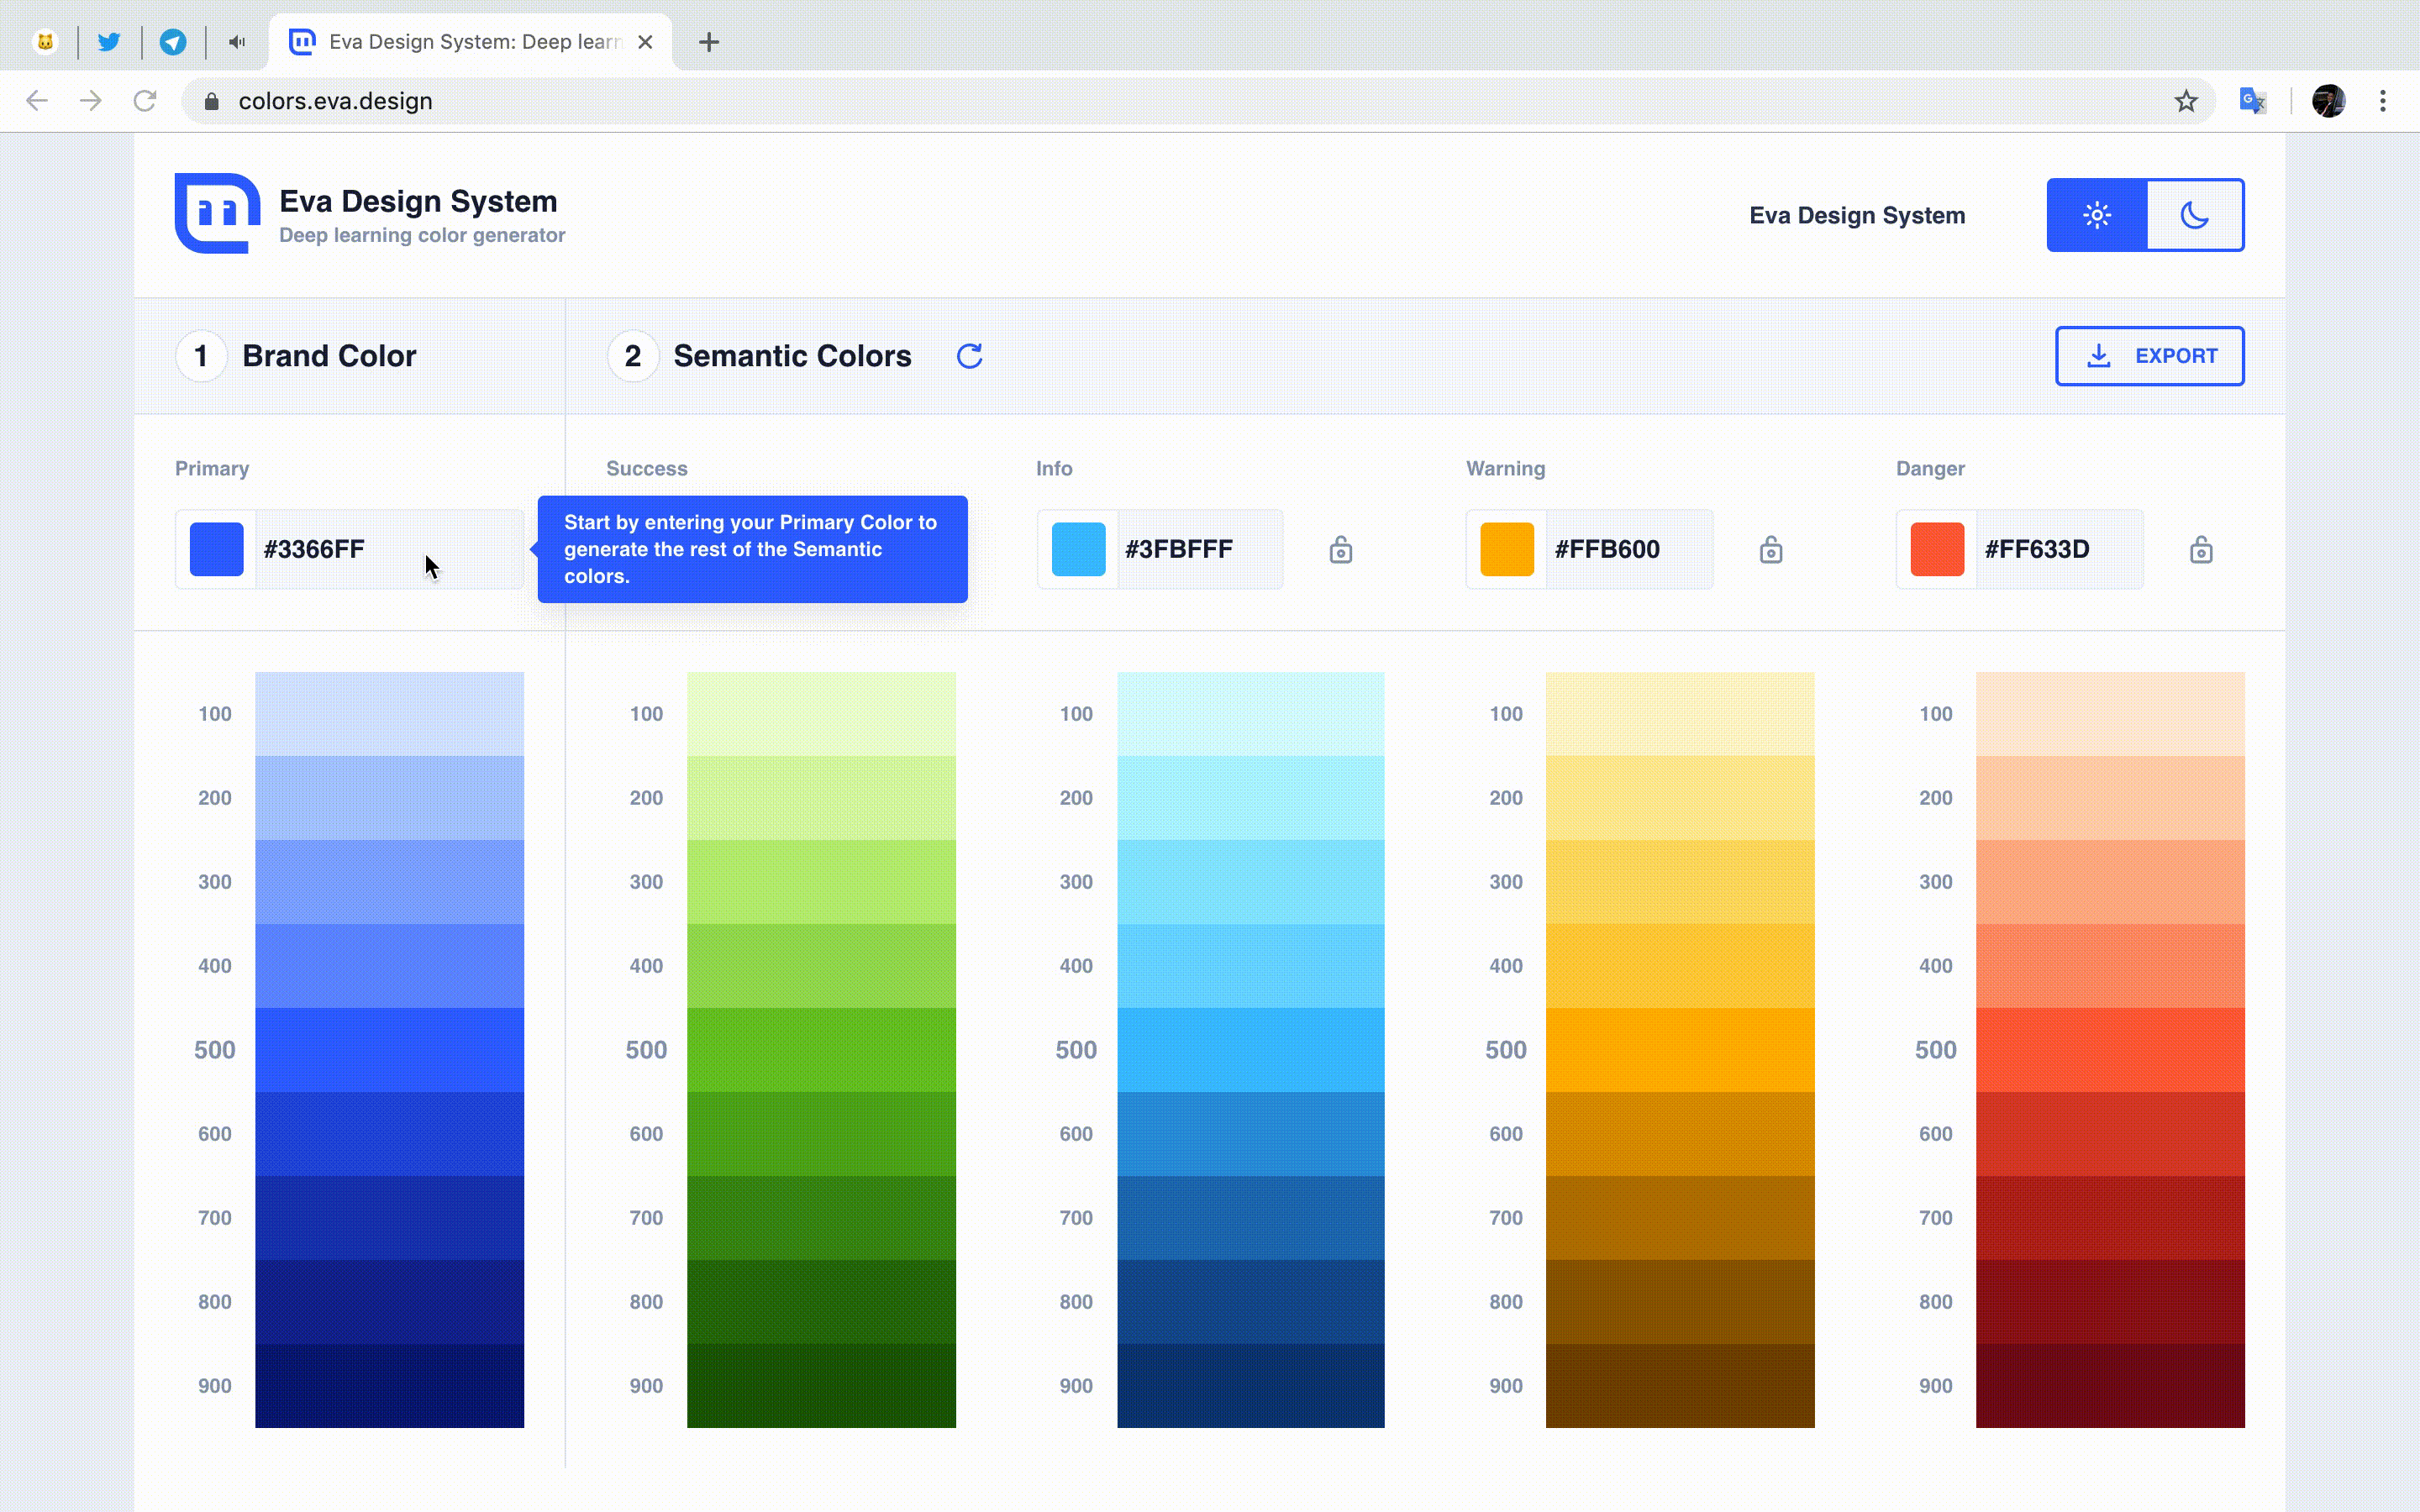 Eva Design System: Deep learn
colors.eva.design
Eva Design System
Deep learning color generator
Eva Design System
1 Brand Color
2 Semantic Colors
EXPORT
Primary
Success
Info
Warning
Danger
#3366FF
Start by entering your Primary Color to
generate the rest of the Semantic
colors.
#3FBFFF
#FFB600
#FF633D
100 100 100 100 100
200 200 200 200 200
300 300 300 300 300
400 400 400 400 400
500 500 500 500 500
600 600 600 600 600
700 700 700 700 700
800 800 800 800 800
900 900 900 900 900